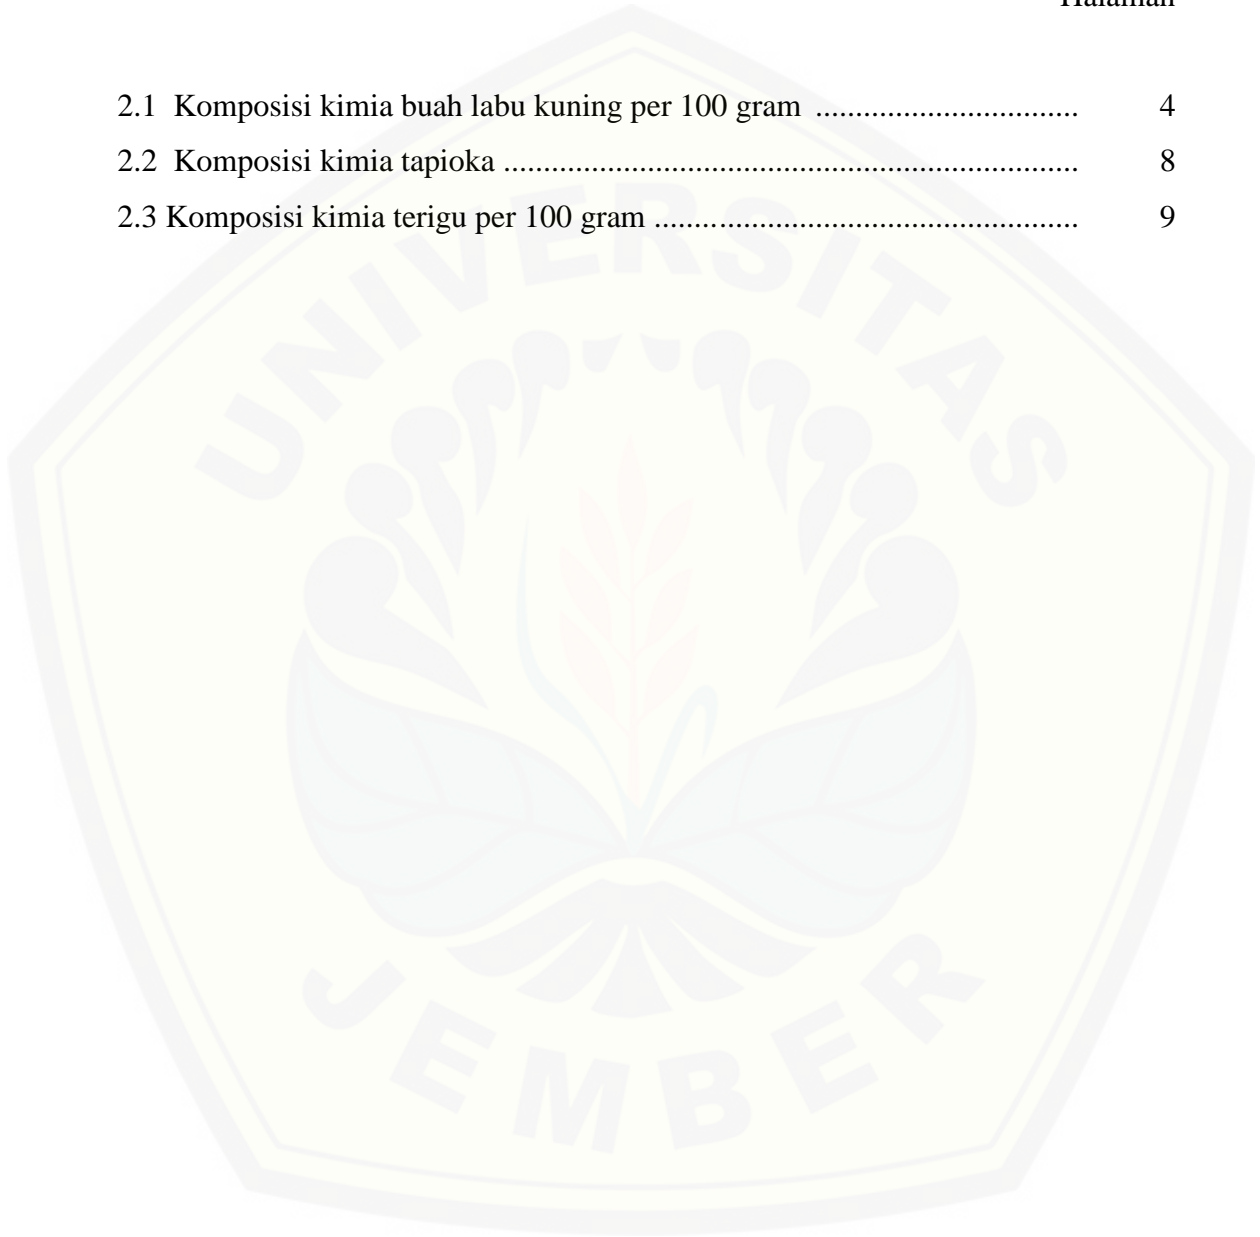 Halaman
2.1 Komposisi kimia buah labu kuning per 100 gram ................................. 4
2.2 Komposisi kimia tapioka ........................................................................ 8
2.3 Komposisi kimia terigu per 100 gram ..................................................... 9
UNIVERSITAS
JEMBER